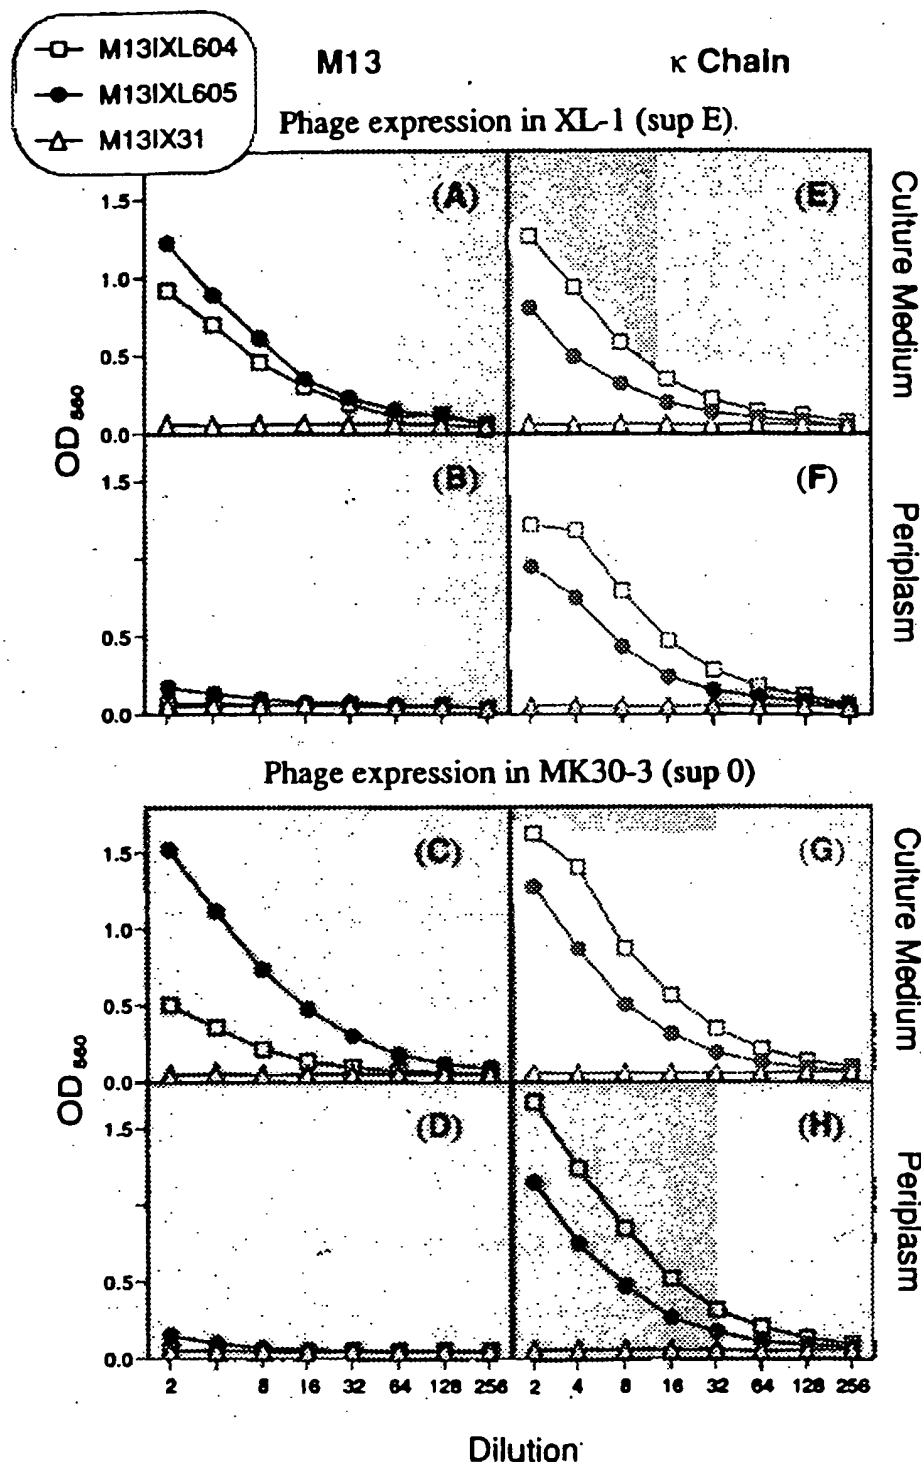 M13IXL604
M13IXL605
M13IX31
M13
κ Chain
Phage expression in XL-1 (sup E)
(A)
(E)
1.5
1.0
0.5
0.0
Culture Medium
(B)
(F)
1.5
0.5
0.0
OD560
Periplasm
Phage expression in MK30-3 (sup 0)
(C)
(G)
1.5
1.0
0.5
0.0
Culture Medium
(D)
(H)
1.5
0.5
0.0
OD560
Periplasm
2 8 16 32 64 128 256
2 4 8 16 32 64 128 256
Dilution